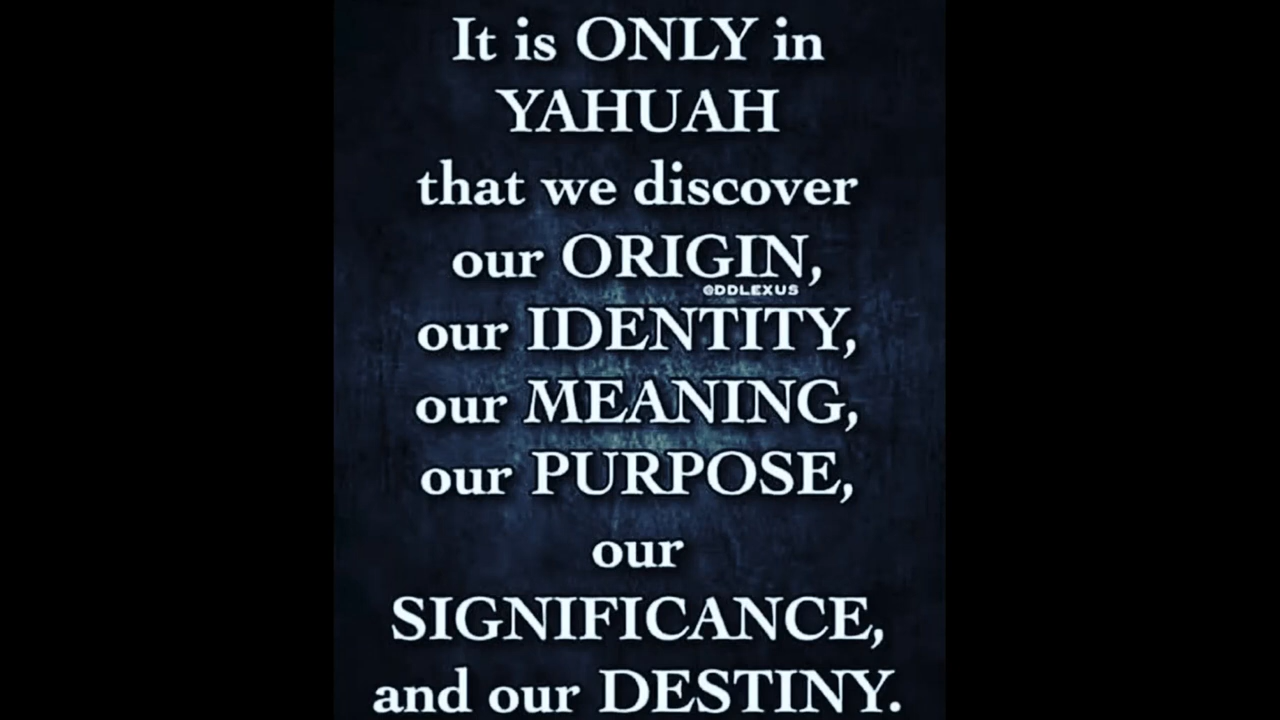 It is ONLY in
YAHUAH
that we discover
our ORIGIN,
@DDLEXUS
our IDENTITY,
our MEANING,
our PURPOSE,
our
SIGNIFICANCE,
and our DESTINY.